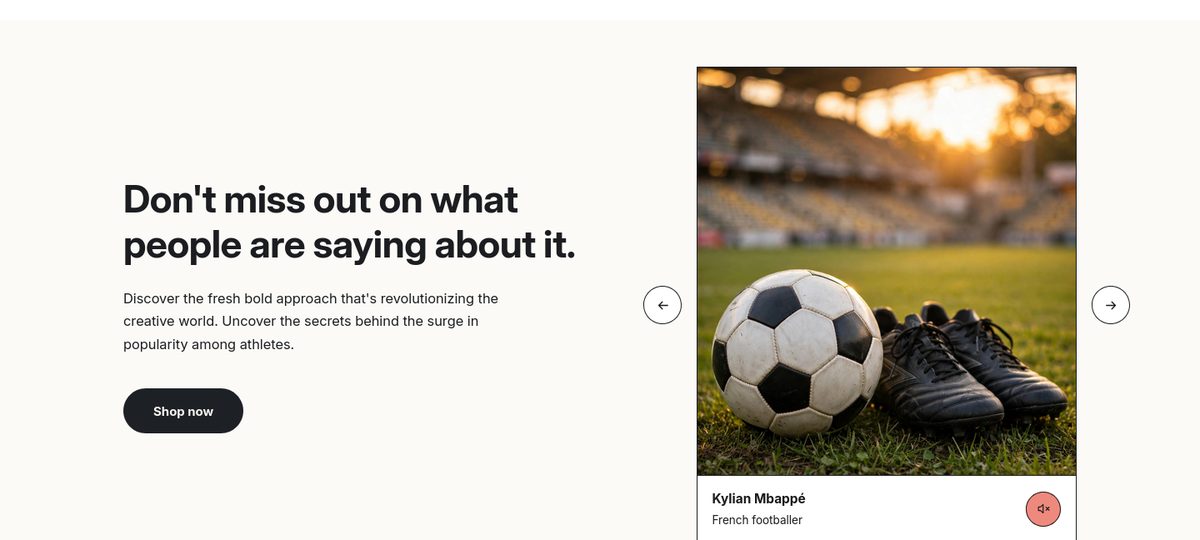 Don't miss out on what
people are saying about it.
Discover the fresh bold approach that's revolutionizing the
creative world. Uncover the secrets behind the surge in
popularity among athletes.
Shop now
Kylian Mbappé
French footballer